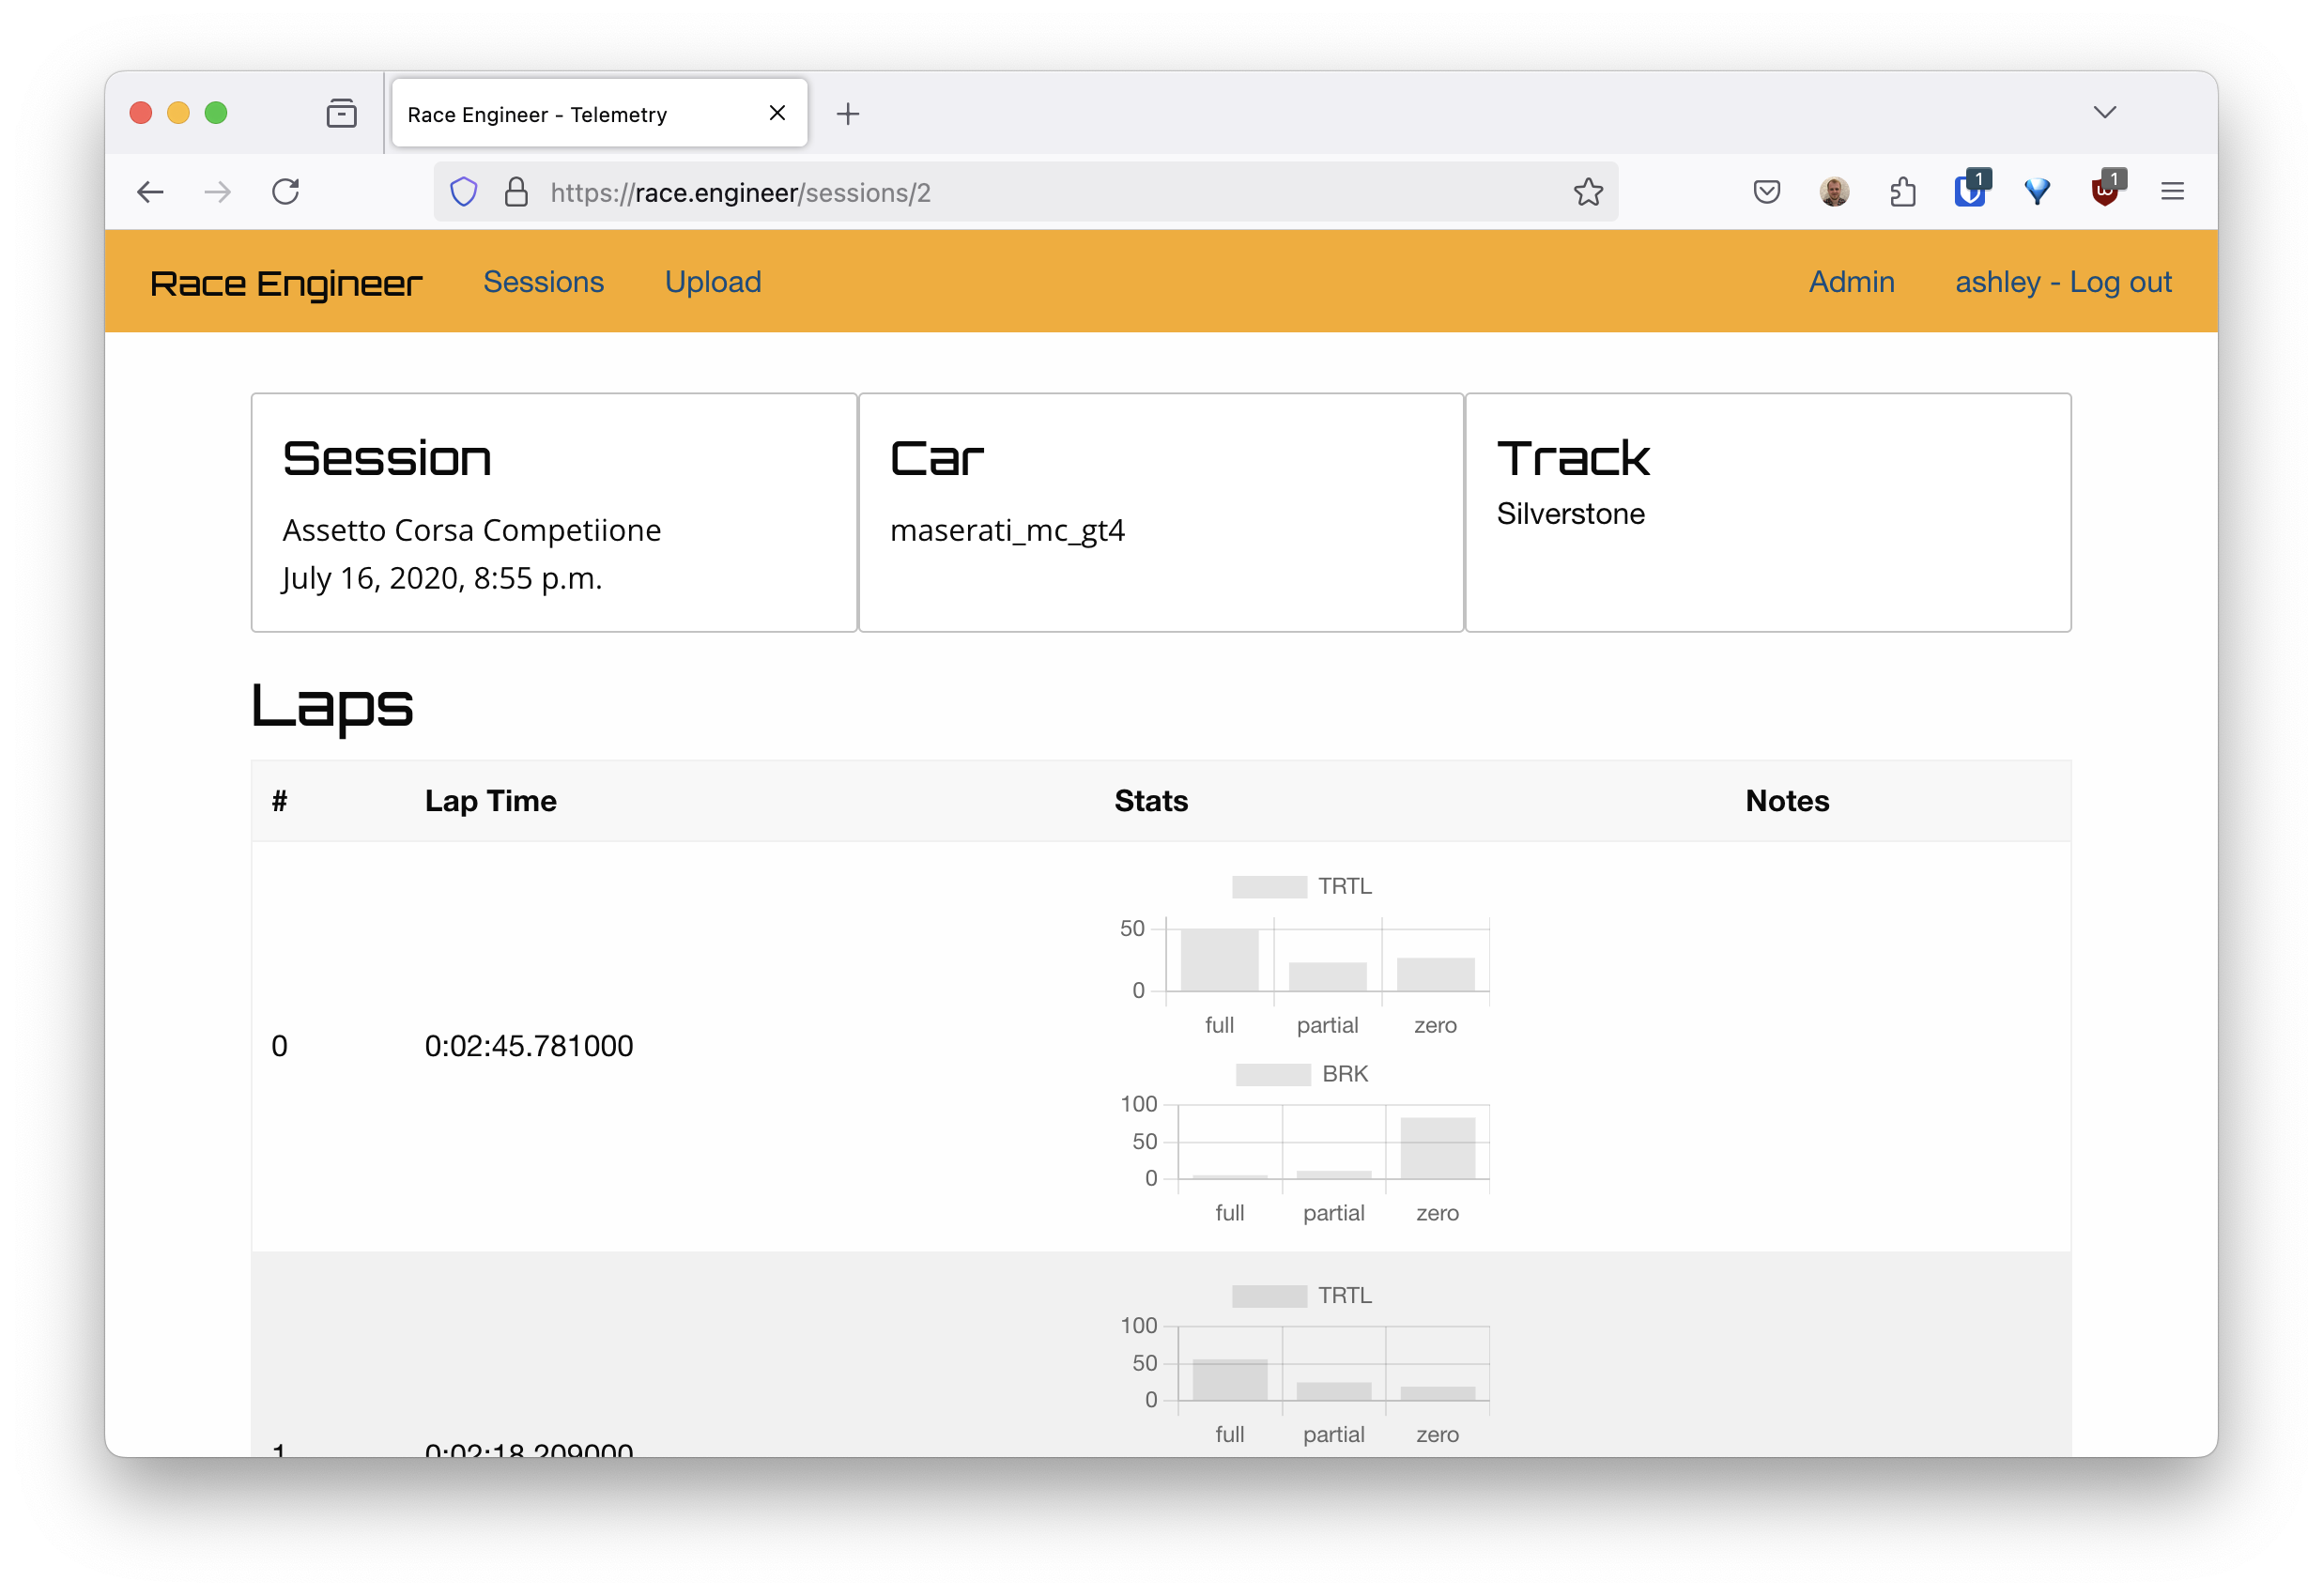 Race Engineer - Telemetry
https://race.engineer/sessions/2
1
1
Race Engineer Sessions Upload Admin ashley - Log out
Session
Assetto Corsa Competiione
July 16, 2020, 8:55 p.m.
Car
maserati_mc_gt4
Track
Silverstone
Laps
# Lap Time Stats Notes
0 0:02:45.781000
TRTL
50
0
full partial zero
BRK
100
50
0
full partial zero
1 0:02:18.209000
TRTL
100
50
0
full partial zero